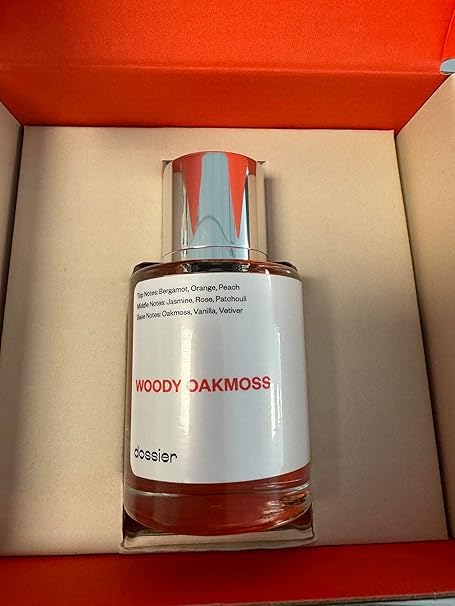 Top Notes: Bergamot, Orange, Peach
Middle Notes: Jasmine, Rose, Patchouli
Base Notes: Oakmoss, Vanilla, Vetiver
WOODY OAKMOSS
dossier